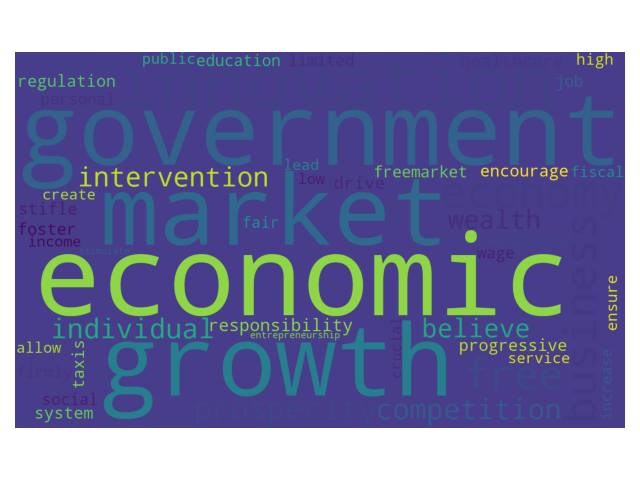 public education limited healthcare high
regulation job
personal
government
lead
intervention low drive freemarket encourage fiscal
create economy
stifle market fair wealth
foster
income stimulate wage
economic
business
ensure
individual responsibility believe
entrepreneurship
allow growth crucial progressive
service
firmly taxis free increase
social
system prosperity competition